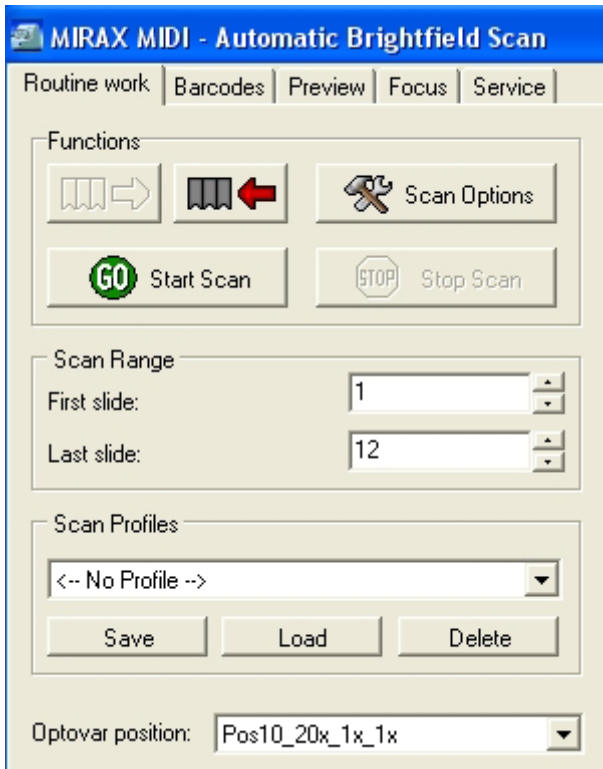 MIRAX MIDI - Automatic Brightfield Scan
Routine work Barcodes Preview Focus Service
Functions
Scan Options
GO Start Scan STOP Stop Scan
Scan Range
First slide: 1
Last slide: 12
Scan Profiles
<-- No Profile -->
Save Load Delete
Optovar position: Pos10_20x_1x_1x